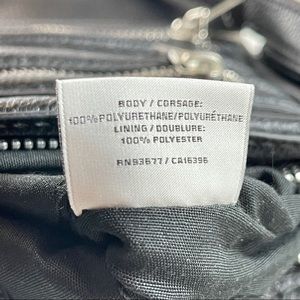 BODY / CORSAGE:
100% POLYURETHANE/POLYURÉTHANE
LINING / DOUBLURE:
100% POLYESTER
RN93677 / CA16396